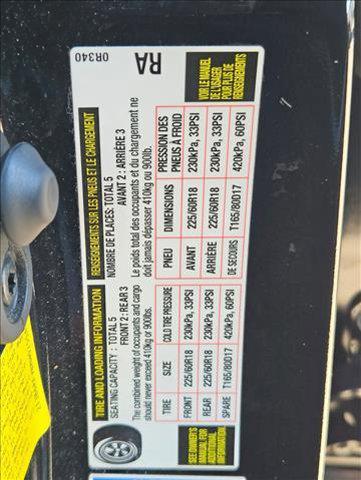 TIRE AND LOADING INFORMATION
SEATING CAPACITY : TOTAL 5
FRONT 2 : REAR 3
The combined weight of occupants and cargo
should never exceed 410kg or 900lbs.
TIRE SIZE COLD TIRE PRESSURE
FRONT 225/60R18 230kPa, 33PSI
REAR 225/60R18 230kPa, 33PSI
SPARE T165/80D17 420kPa, 60PSI
SEE OWNER'S
MANUAL FOR
ADDITIONAL
INFORMATION
RENSEIGNEMENTS SUR LES PNEUS ET LE CHARGEMENT
NOMBRE DE PLACES: TOTAL 5
AVANT 2 : ARRIÈRE 3
Le poids total des occupants et du chargement ne
doit jamais dépasser 410kg ou 900lb.
PNEU DIMENSIONS PRESSION DES
PNEUS À FROID
AVANT 225/60R18 230kPa, 33PSI
ARRIÈRE 225/60R18 230kPa, 33PSI
DE SECOURS T165/80D17 420kPa, 60PSI
VOIR LE MANUEL
DE L'USAGER
POUR PLUS DE
RENSEIGNEMENTS
0R340
RA